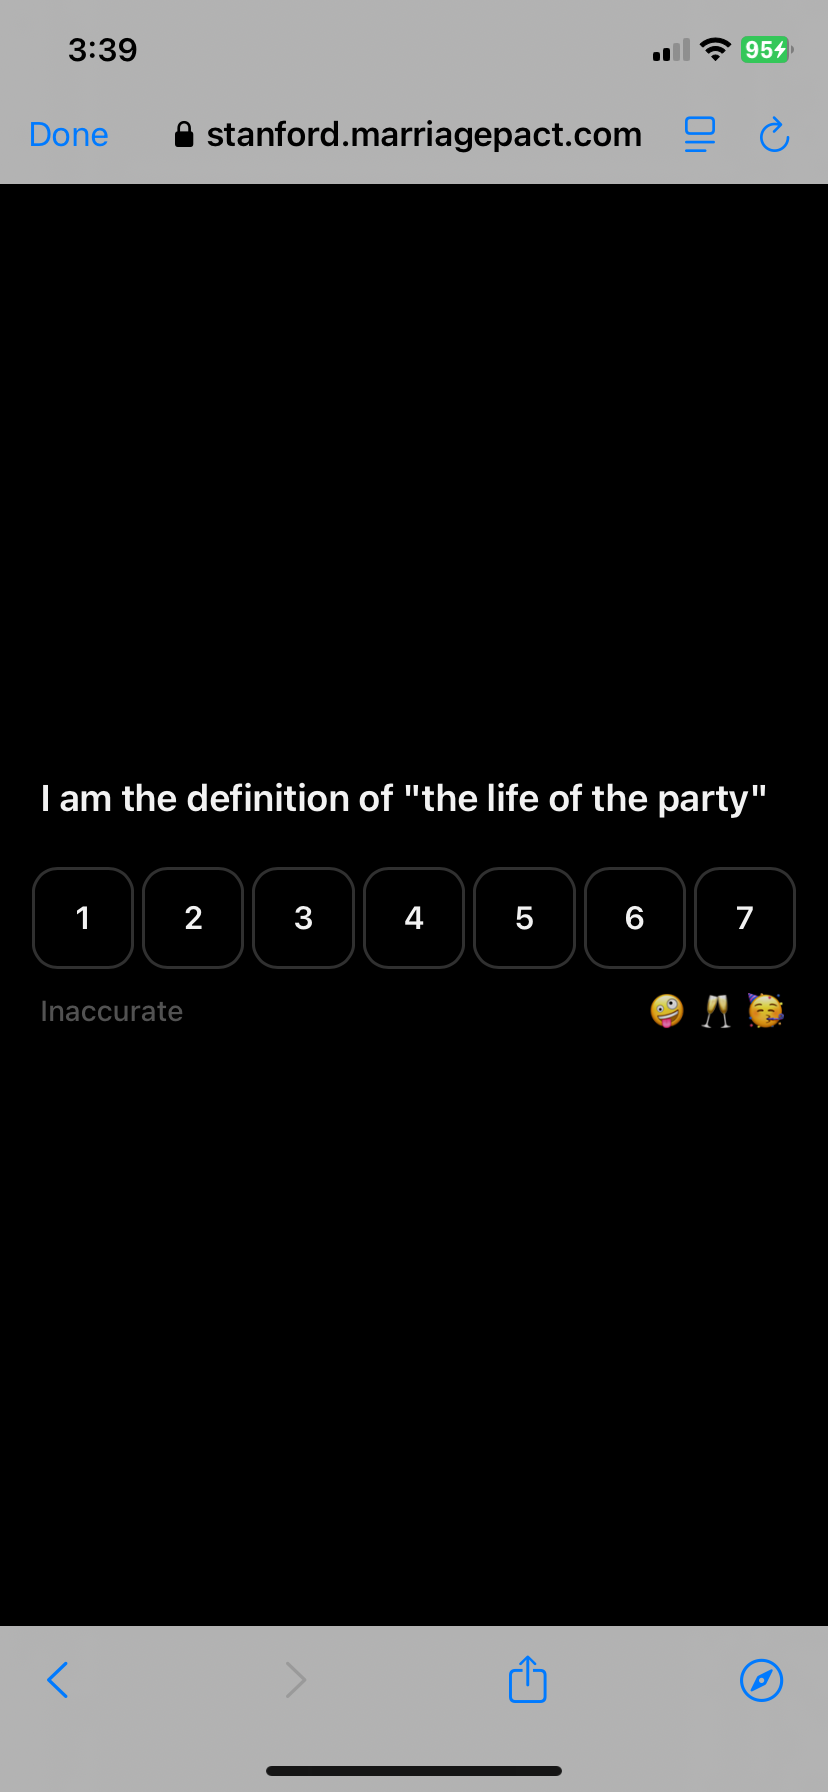 3:39
95
Done stanford.marriagepact.com
I am the definition of "the life of the party"
1 2 3 4 5 6 7
Inaccurate 🤪 🥂 🥳